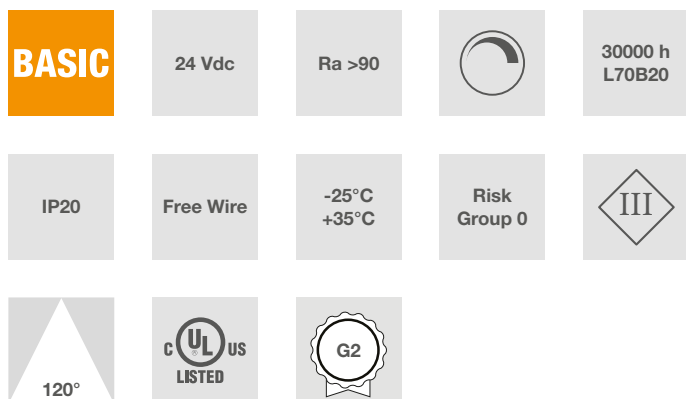 BASIC
24 Vdc
Ra >90
30000 h
L70B20
IP20
Free Wire
-25°C
+35°C
Risk
Group 0
III
120°
C UL® US
LISTED
G2